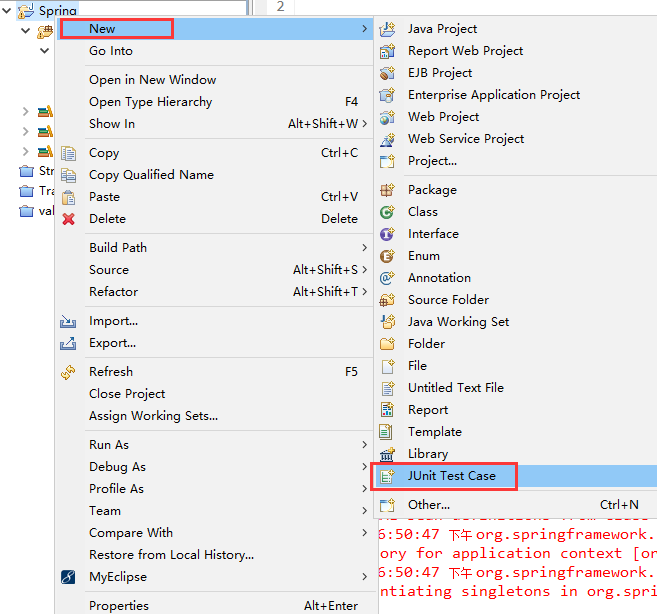 Spring
2
New
Go Into
Open in New Window
Open Type Hierarchy F4
Show In Alt+Shift+W
Copy Ctrl+C
Copy Qualified Name
Paste Ctrl+V
Delete Delete
Build Path
Source Alt+Shift+S
Refactor Alt+Shift+T
Import...
Export...
Refresh F5
Close Project
Assign Working Sets...
Run As
Debug As
Profile As
Team
Compare With
Restore from Local History...
MyEclipse
Properties Alt+Enter
Str
Tra
val
Java Project
Report Web Project
EJB Project
Enterprise Application Project
Web Project
Web Service Project
Project...
Package
Class
Interface
Enum
Annotation
Source Folder
Java Working Set
Folder
File
Untitled Text File
Report
Template
Library
JUnit Test Case
Other... Ctrl+N
6:50:47 下午 org.springframework.
ory for application context [or
6:50:47 下午 org.springframework.
ntiating singletons in org.spri